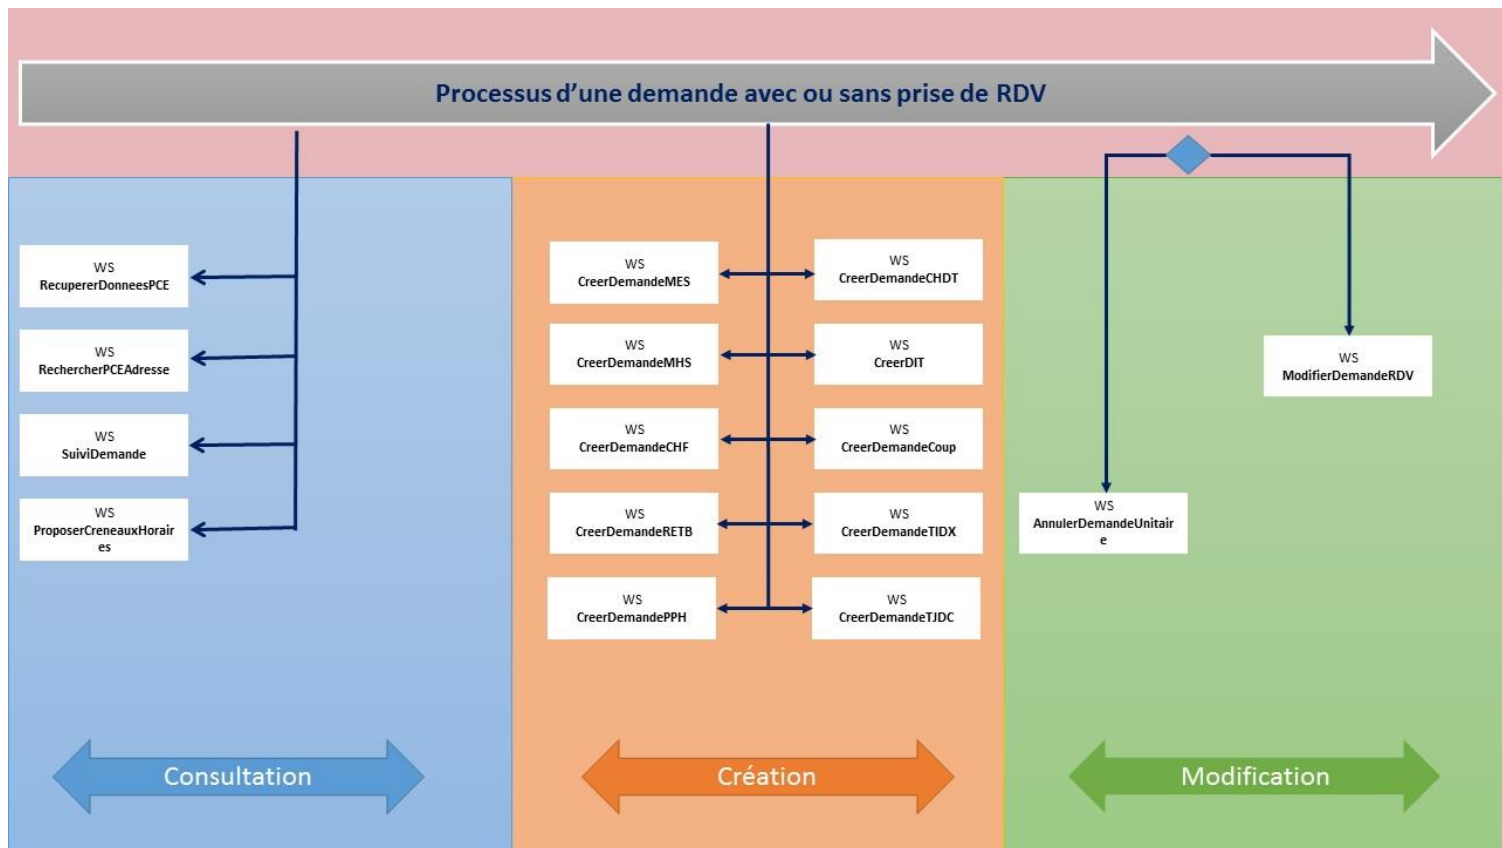 Processus d'une demande avec ou sans prise de RDV
WS
RecupererDonneesPCE
WS
RechercherPCEAdresse
WS
SuiviDemande
WS
ProposerCreneauxHorair
es
WS
CreerDemandeMES
WS
CreerDemandeCHDT
WS
CreerDemandeMHS
WS
CreerDIT
WS
CreerDemandeCHF
WS
CreerDemandeCoup
WS
CreerDemandeRETB
WS
CreerDemandeTIDX
WS
CreerDemandePPH
WS
CreerDemandeTJDC
WS
ModifierDemandeRDV
WS
AnnulerDemandeUnitair
e
Consultation
Création
Modification